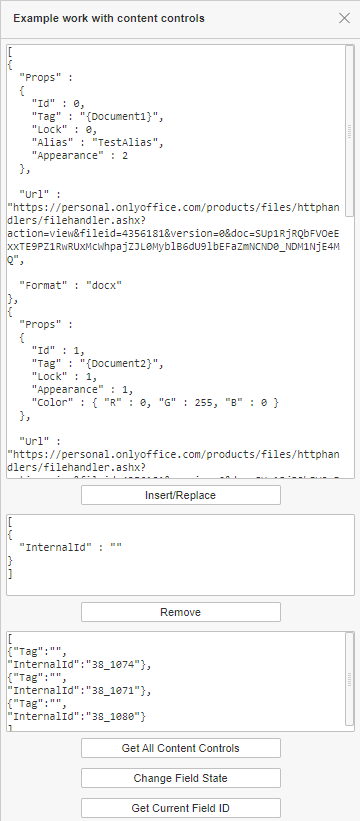 Example work with content controls
[
{
"Props" :
{
"Id" : 0,
"Tag" : "{Document1}",
"Lock" : 0,
"Alias" : "TestAlias",
"Appearance" : 2
},
"Url" :
"https://personal.onlyoffice.com/products/files/httphandlers/filehandler.ashx?
action=view&fileid=4356181&version=0&doc=SUp1RjRQbFVOeE
xxTE9PZ1RwRUxMcWhpajZJL0MyblB6dU9lbEFaZmNCND0_NDM1NjE4M
Q",
"Format" : "docx"
},
{
"Props" :
{
"Id" : 1,
"Tag" : "{Document2}",
"Lock" : 1,
"Appearance" : 1,
"Color" : { "R" : 0, "G" : 255, "B" : 0 }
},
"Url" :
"https://personal.onlyoffice.com/products/files/httpha
ndlers/filehandler.ashx?
Insert/Replace
[
{
"InternalId" : ""
}
]
Remove
[
{"Tag":"",
"InternalId":"38_1074"},
{"Tag":"",
"InternalId":"38_1071"},
{"Tag":"",
"InternalId":"38_1080"}
]
Get All Content Controls
Change Field State
Get Current Field ID